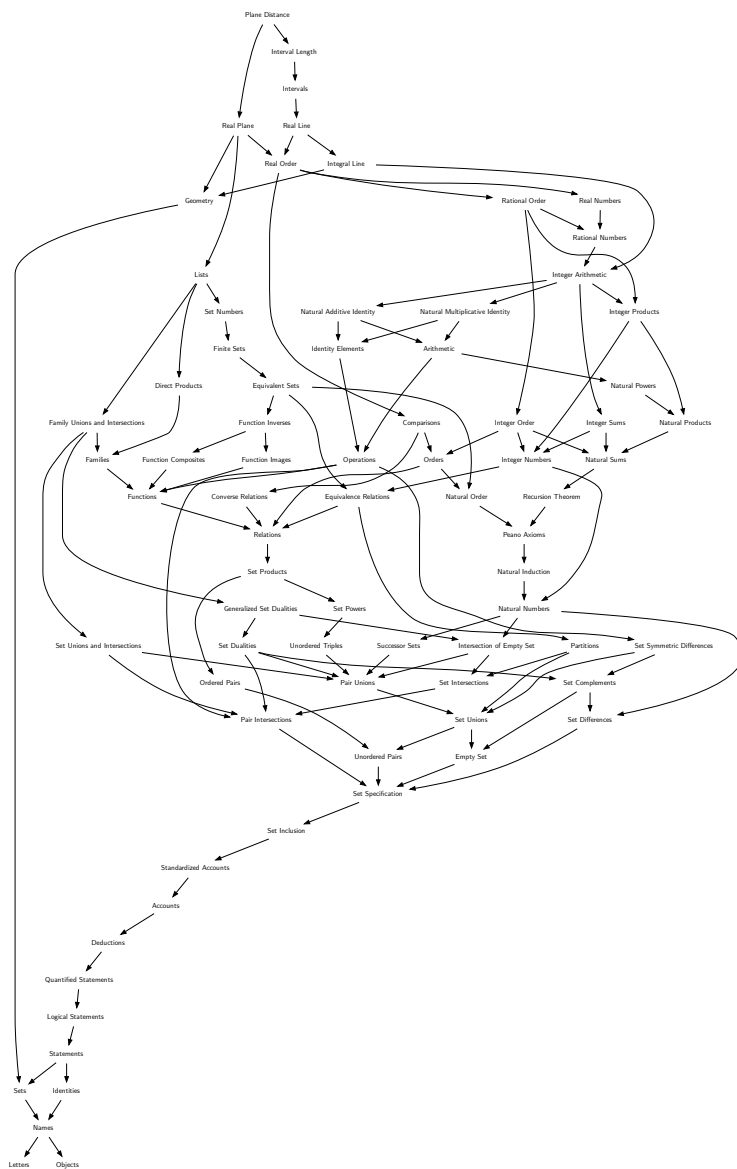 Plane Distance
Interval Length
Intervals
Real Plane Real Line
Real Order Integral Line
Geometry Rational Order Real Numbers
Rational Numbers
Lists Integer Arithmetic
Set Numbers Natural Additive Identity Natural Multiplicative Identity Integer Products
Finite Sets Identity Elements Arithmetic
Direct Products Equivalent Sets Natural Powers
Family Unions and Intersections Function Inverses Comparisons Integer Order Integer Sums Natural Products
Families Function Composites Function Images Operations Orders Integer Numbers Natural Sums
Functions Converse Relations Equivalence Relations Natural Order Recursion Theorem
Relations Peano Axioms
Set Products Natural Induction
Generalized Set Dualities Set Powers Natural Numbers
Set Unions and Intersections Set Dualities Unordered Triples Successor Sets Intersection of Empty Set Partitions Set Symmetric Differences
Ordered Pairs Pair Unions Set Intersections Set Complements
Pair Intersections Set Unions Set Differences
Unordered Pairs Empty Set
Set Specification
Set Inclusion
Standardized Accounts
Accounts
Deductions
Quantified Statements
Logical Statements
Statements
Sets Identities
Names
Letters Objects